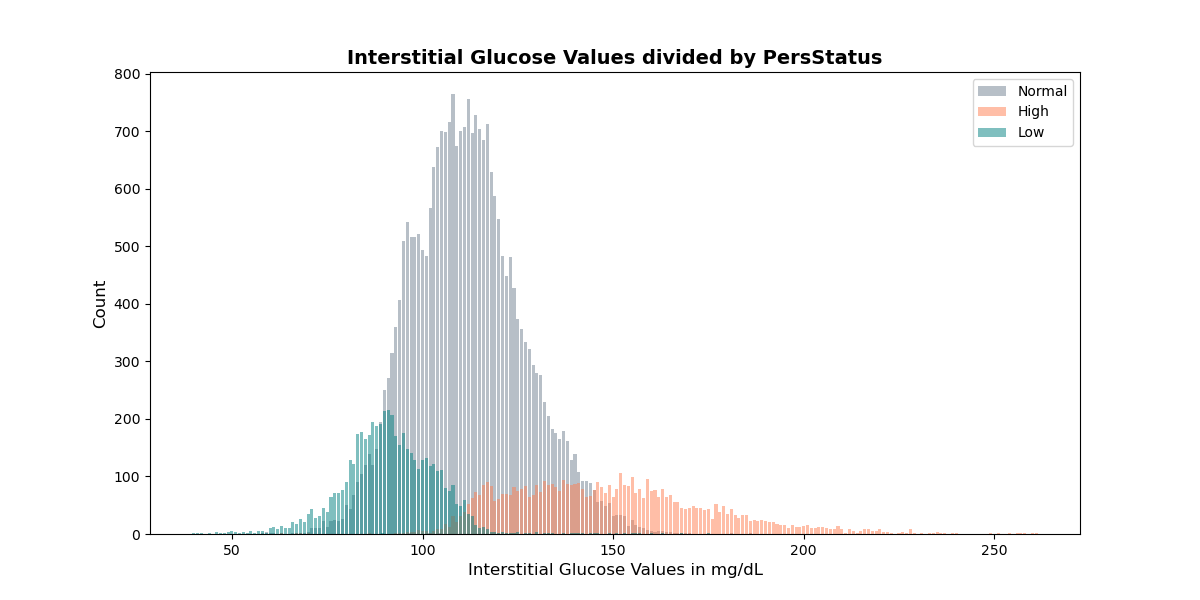 Interstitial Glucose Values divided by PersStatus
Normal
High
Low
800
700
600
500
400
300
200
100
0
Count
50
100
150
200
250
Interstitial Glucose Values in mg/dL